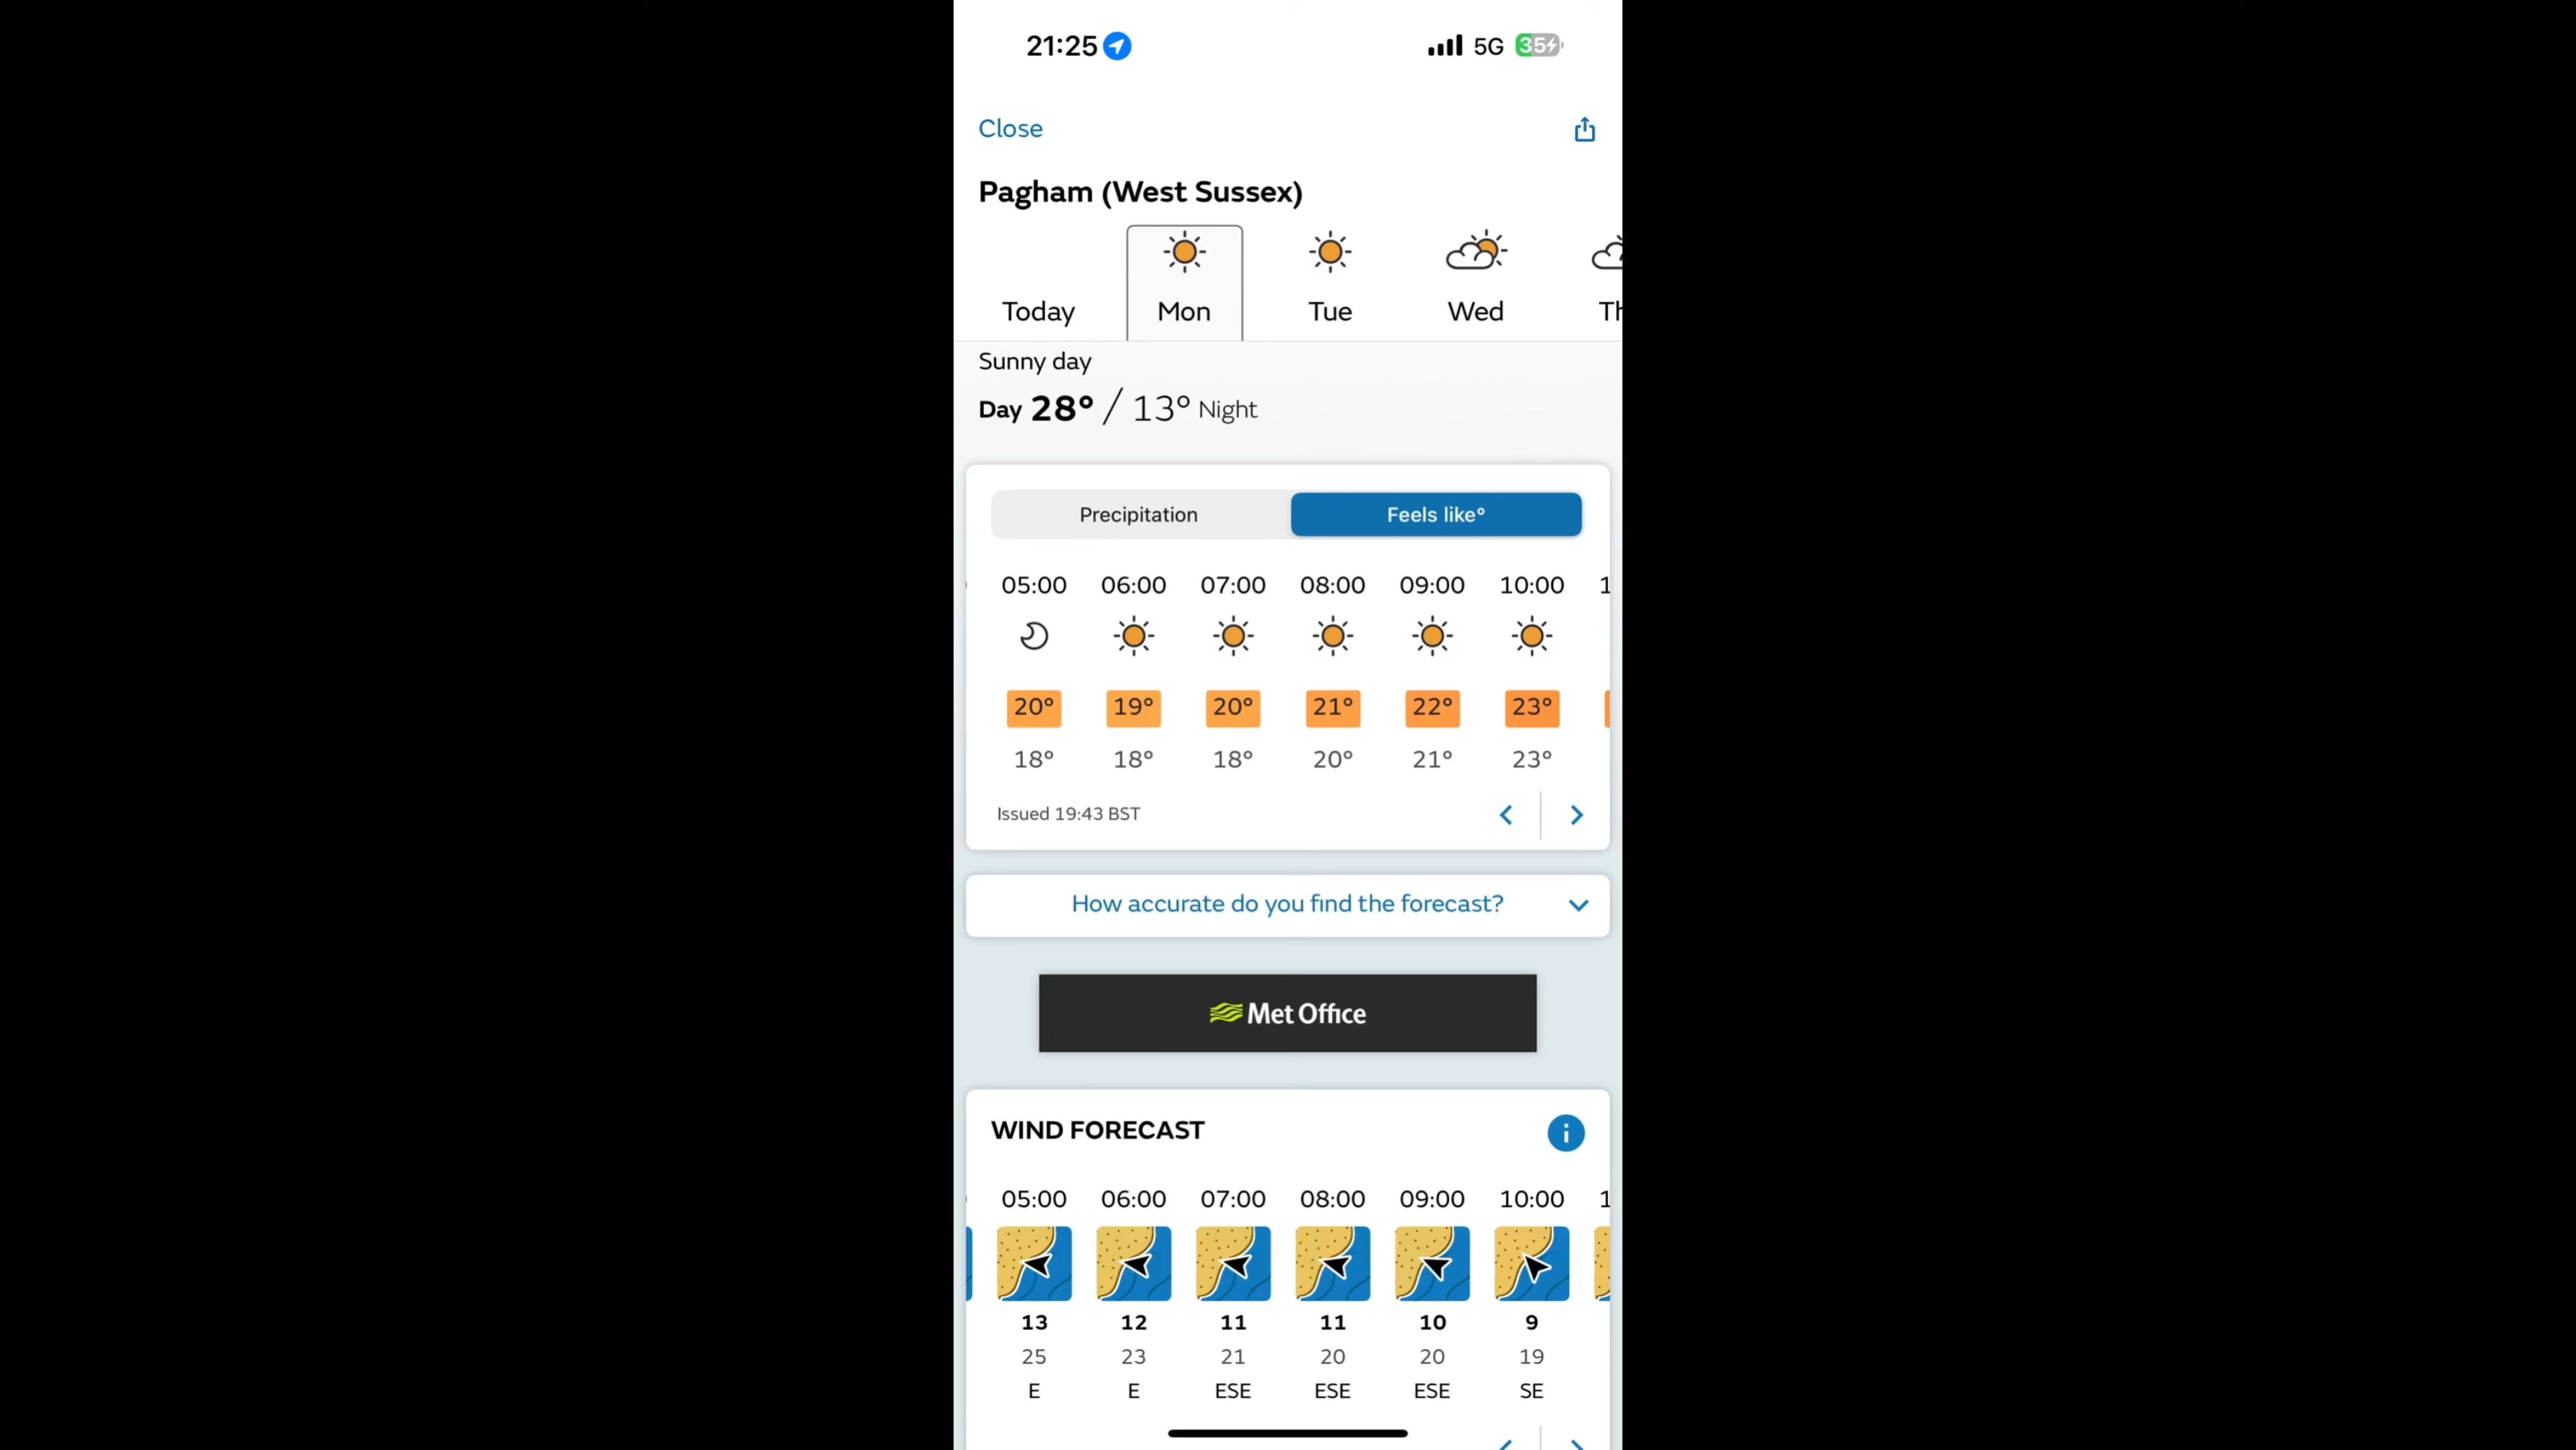 21:25 5G 35
Close
Pagham (West Sussex)
Today Mon Tue Wed Th
Sunny day
Day 28° / 13° Night
Precipitation Feels like°
05:00 06:00 07:00 08:00 09:00 10:00 1
20° 19° 20° 21° 22° 23°
18° 18° 18° 20° 21° 23°
Issued 19:43 BST
How accurate do you find the forecast?
Met Office
WIND FORECAST
05:00 06:00 07:00 08:00 09:00 10:00 1
13 12 11 11 10 9
25 23 21 20 20 19
E E ESE ESE ESE SE